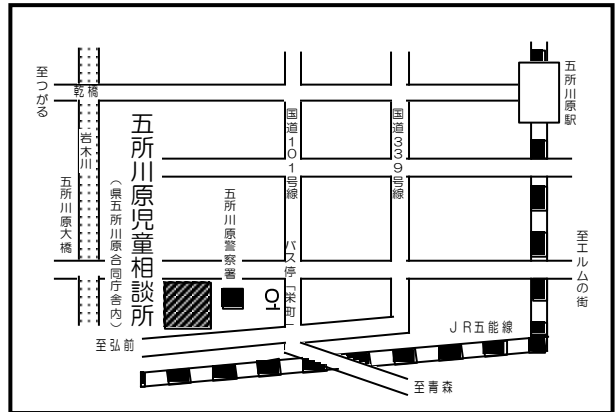 至つがる
乾橋
岩木川
五所川原大橋
五所川原児童相談所
（県五所川原合同庁舎内）
五所川原警察署
バス停「栄町」
国道１０１号線
国道３３９号線
五所川原駅
至エルムの街
ＪＲ五能線
至弘前
至青森